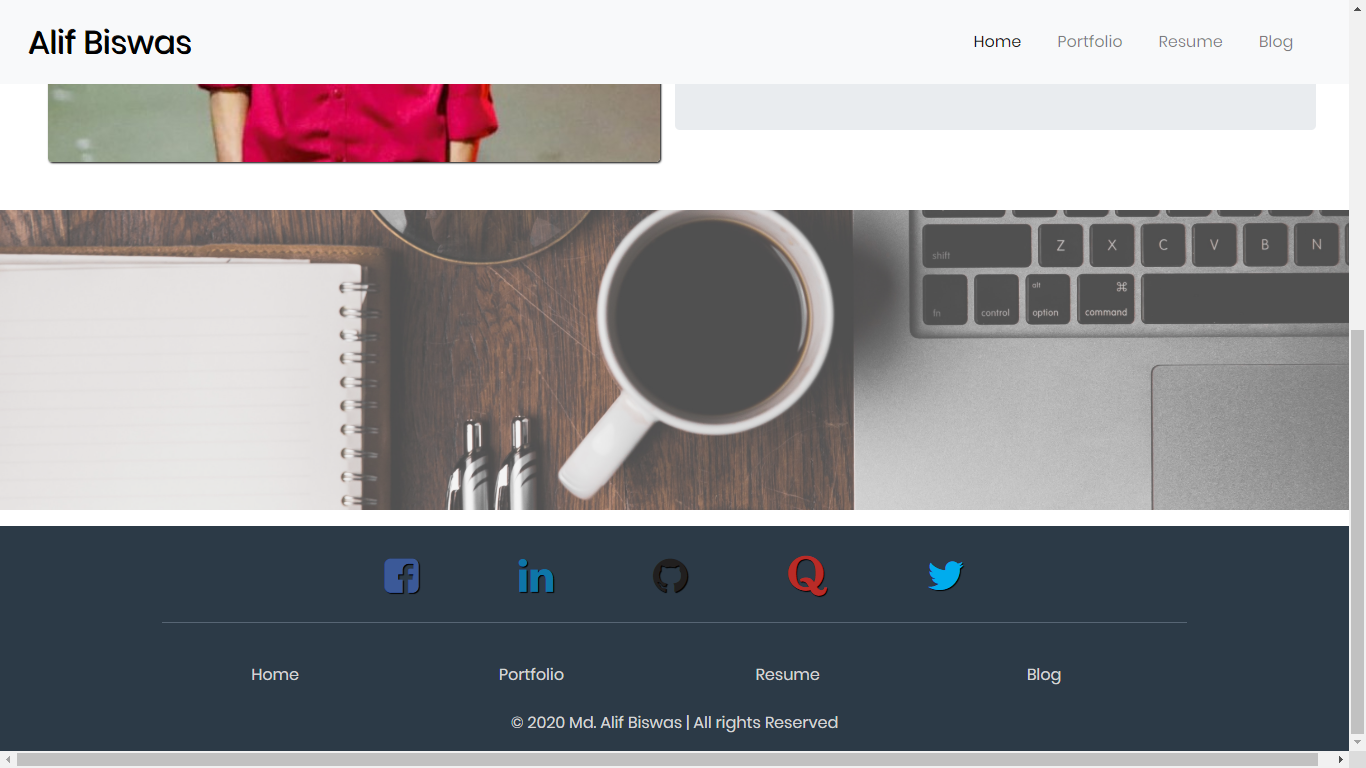 Alif Biswas
Home Portfolio Resume Blog
Z X C V B N
shift
fn control alt option ⌘ command
Home Portfolio Resume Blog
© 2020 Md. Alif Biswas | All rights Reserved